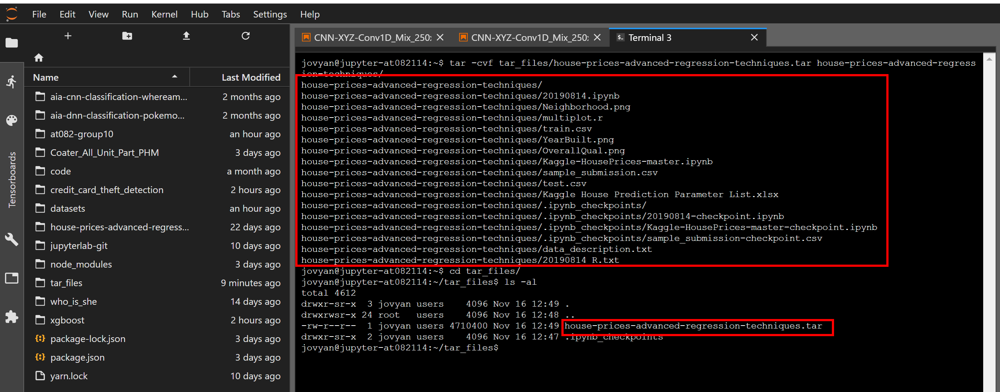 File Edit View Run Kernel Hub Tabs Settings Help
Name Last Modified
aia-cnn-classification-wheream... 2 months ago
aia-dnn-classification-pokemo... 2 months ago
at082-group10 an hour ago
Coater_All_Unit_Part_PHM 3 days ago
code a month ago
credit_card_theft_detection 2 hours ago
datasets an hour ago
house-prices-advanced-regress... 22 days ago
jupyterlab-git 10 days ago
node_modules 3 days ago
tar_files 9 minutes ago
who_is_she 14 days ago
xgboost 2 hours ago
package-lock.json 3 days ago
package.json 3 days ago
yarn.lock 10 days ago
Tensorboards
CNN-XYZ-Conv1D_Mix_250x CNN-XYZ-Conv1D_Mix_250x Terminal 3
jovyan@jupyter-at082114:~$ tar -cvf tar_files/house-prices-advanced-regression-techniques.tar house-prices-advanced-regress
ion-techniques/
house-prices-advanced-regression-techniques/
house-prices-advanced-regression-techniques/20190814.ipynb
house-prices-advanced-regression-techniques/Neighborhood.png
house-prices-advanced-regression-techniques/multiplot.r
house-prices-advanced-regression-techniques/train.csv
house-prices-advanced-regression-techniques/YearBuilt.png
house-prices-advanced-regression-techniques/OverallQual.png
house-prices-advanced-regression-techniques/Kaggle-HousePrices-master.ipynb
house-prices-advanced-regression-techniques/sample_submission.csv
house-prices-advanced-regression-techniques/test.csv
house-prices-advanced-regression-techniques/Kaggle House Prediction Parameter List.xlsx
house-prices-advanced-regression-techniques/.ipynb_checkpoints/
house-prices-advanced-regression-techniques/.ipynb_checkpoints/20190814-checkpoint.ipynb
house-prices-advanced-regression-techniques/.ipynb_checkpoints/Kaggle-HousePrices-master-checkpoint.ipynb
house-prices-advanced-regression-techniques/.ipynb_checkpoints/sample_submission-checkpoint.csv
house-prices-advanced-regression-techniques/data_description.txt
house-prices-advanced-regression-techniques/20190814 R.txt
jovyan@jupyter-at082114:~$ cd tar_files/
jovyan@jupyter-at082114:~/tar_files$ ls -al
total 4612
drwxr-sr-x 3 jovyan users 4096 Nov 16 12:49 .
drwxrwsr-x 24 root users 4096 Nov 16 12:48 ..
-rw-r--r-- 1 jovyan users 4710400 Nov 16 12:49 house-prices-advanced-regression-techniques.tar
drwxr-sr-x 2 jovyan users 4096 Nov 16 12:47 .ipynb_checkpoints
jovyan@jupyter-at082114:~/tar_files$